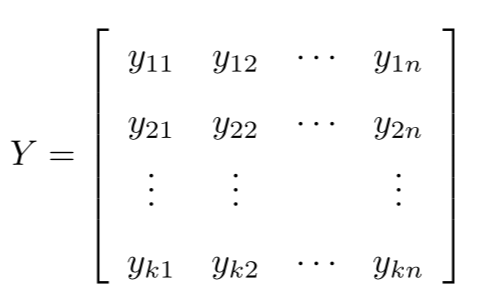 Y = [ y₁₁ y₁₂ ⋯ y₁ₙ
y₂₁ y₂₂ ⋯ y₂ₙ
⋮ ⋮ ⋮
yₖ₁ yₖ₂ ⋯ yₖₙ ]